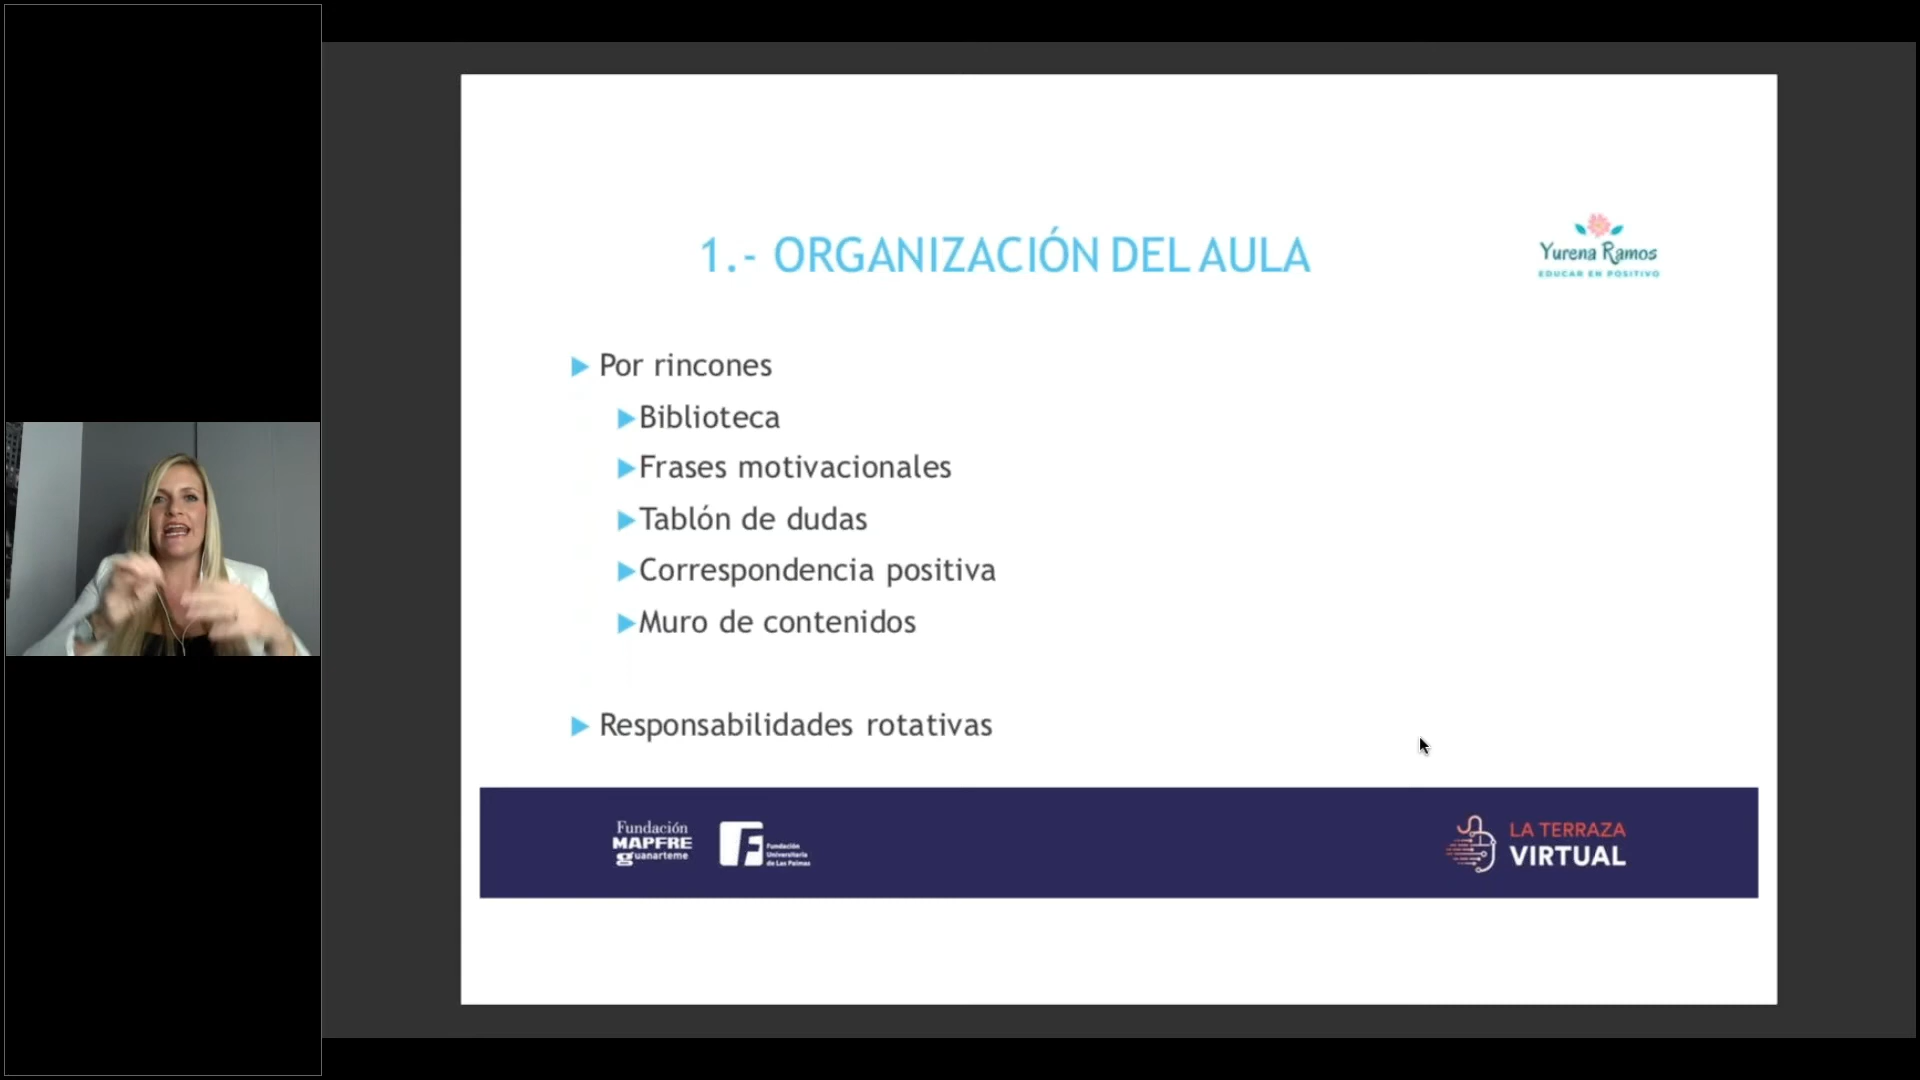 1.- ORGANIZACIÓN DEL AULA
Yurena Ramos
EDUCAR EN POSITIVO
Por rincones
Biblioteca
Frases motivacionales
Tablón de dudas
Correspondencia positiva
Muro de contenidos
Responsabilidades rotativas
Fundación
MAPFRE
guanarteme
Fundación
Universitaria
de Las Palmas
LA TERRAZA
VIRTUAL